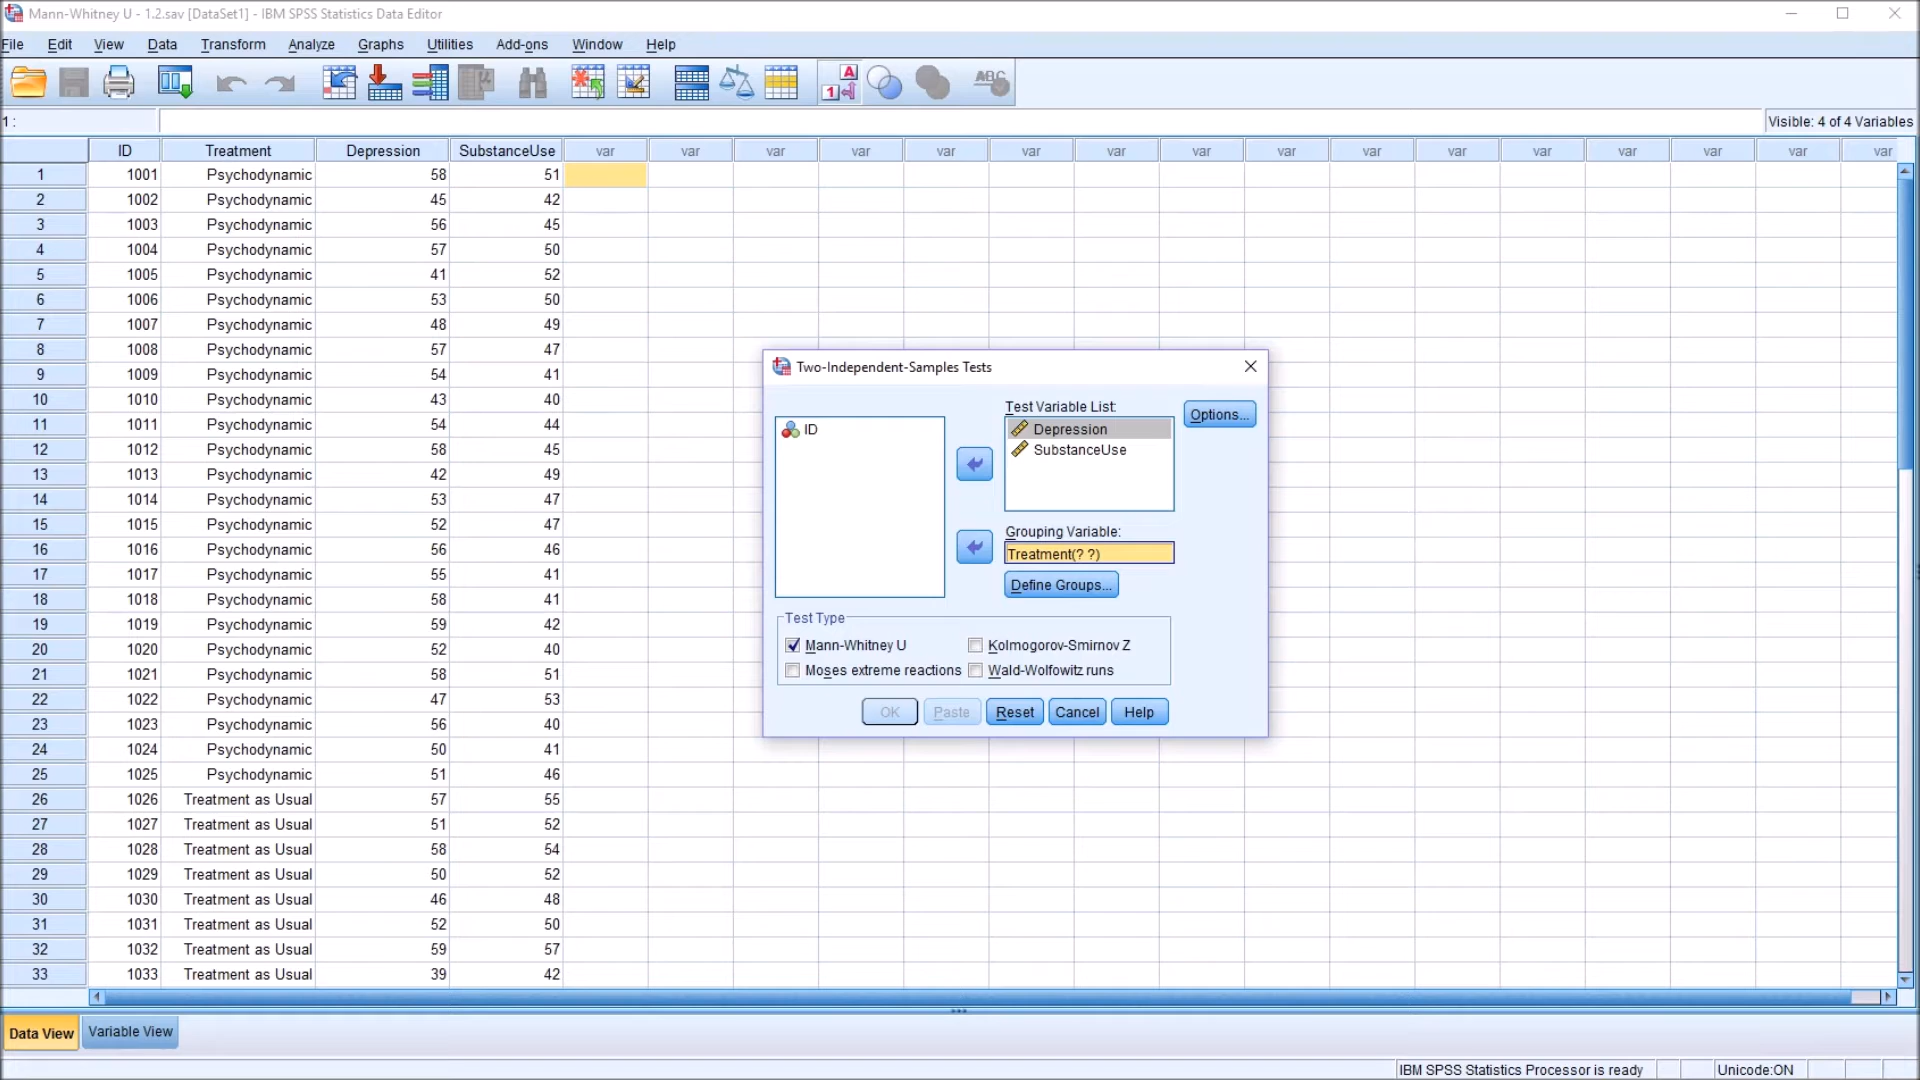 Mann-Whitney U - 1.2.sav [DataSet1] - IBM SPSS Statistics Data Editor
File Edit View Data Transform Analyze Graphs Utilities Add-ons Window Help
1 :
Visible: 4 of 4 Variables
ID Treatment Depression SubstanceUse var var var var var var var var var var var var var var var var
1 1001 Psychodynamic 58 51
2 1002 Psychodynamic 45 42
3 1003 Psychodynamic 56 45
4 1004 Psychodynamic 57 50
5 1005 Psychodynamic 41 52
6 1006 Psychodynamic 53 50
7 1007 Psychodynamic 48 49
8 1008 Psychodynamic 57 47
9 1009 Psychodynamic 54 41
10 1010 Psychodynamic 43 40
11 1011 Psychodynamic 54 44
12 1012 Psychodynamic 58 45
13 1013 Psychodynamic 42 49
14 1014 Psychodynamic 53 47
15 1015 Psychodynamic 52 47
16 1016 Psychodynamic 56 46
17 1017 Psychodynamic 55 41
18 1018 Psychodynamic 58 41
19 1019 Psychodynamic 59 42
20 1020 Psychodynamic 52 40
21 1021 Psychodynamic 58 51
22 1022 Psychodynamic 47 53
23 1023 Psychodynamic 56 40
24 1024 Psychodynamic 50 41
25 1025 Psychodynamic 51 46
26 1026 Treatment as Usual 57 55
27 1027 Treatment as Usual 51 52
28 1028 Treatment as Usual 58 54
29 1029 Treatment as Usual 50 52
30 1030 Treatment as Usual 46 48
31 1031 Treatment as Usual 52 50
32 1032 Treatment as Usual 59 57
33 1033 Treatment as Usual 39 42
Two-Independent-Samples Tests
Test Variable List:
Options...
ID
Depression
SubstanceUse
Grouping Variable:
Treatment(? ?)
Define Groups...
Test Type
Mann-Whitney U Kolmogorov-Smirnov Z
Moses extreme reactions Wald-Wolfowitz runs
OK Paste Reset Cancel Help
Data View Variable View
IBM SPSS Statistics Processor is ready Unicode:ON